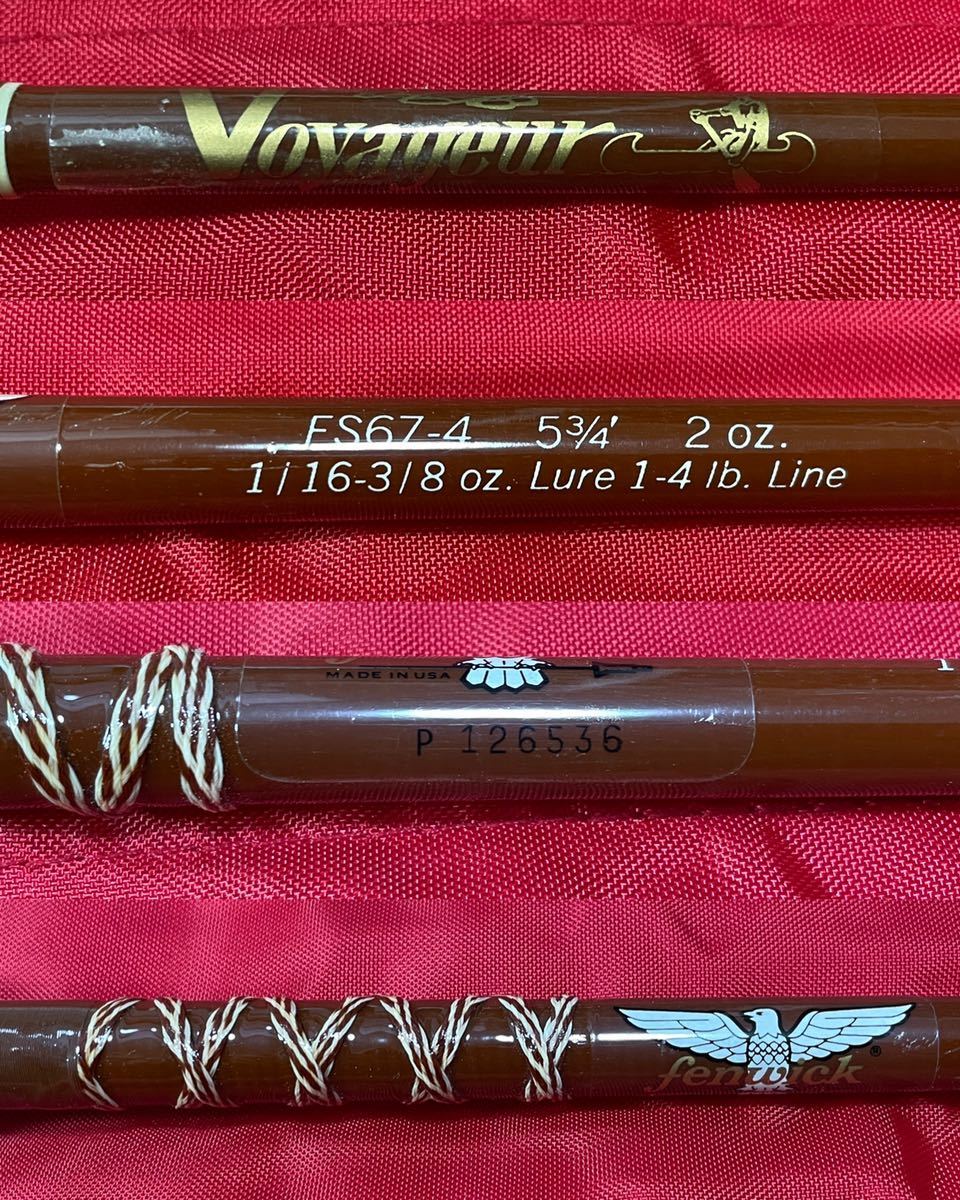 Voyageur
FS67-4 5¾' 2 oz.
1/16-3/8 oz. Lure 1-4 lb. Line
MADE IN USA
1
P 126536
fenwick ®